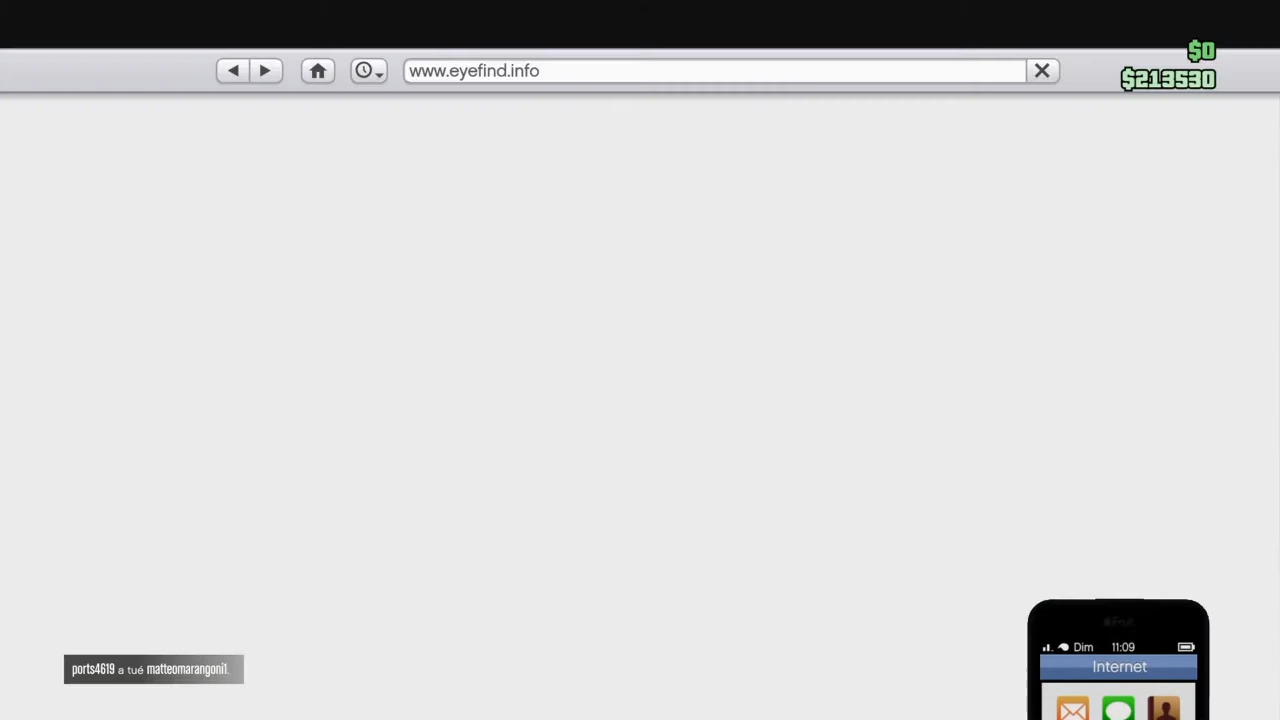 $0
www.eyefind.info
$213530
Dim 11:09
Internet
ports4619 a tué matteomarangoni1.